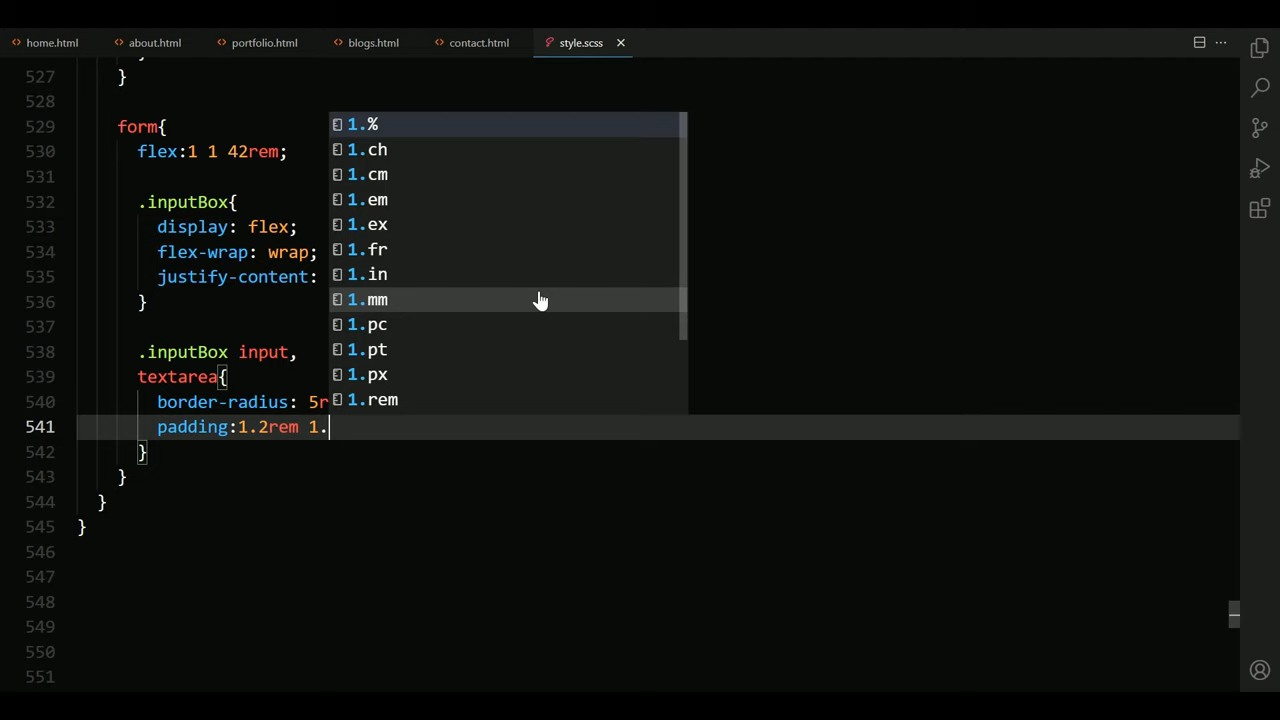 home.html about.html portfolio.html blogs.html contact.html style.scss
527 }
528
529 form{
530 flex:1 1 42rem;
531
532 .inputBox{
533 display: flex;
534 flex-wrap: wrap;
535 justify-content:
536 }
537
538 .inputBox input,
539 textarea{
540 border-radius: 5r
541 padding:1.2rem 1.
542 }
543 }
544 }
545 }
546
547
548
549
550
551
1.%
1.ch
1.cm
1.em
1.ex
1.fr
1.in
1.mm
1.pc
1.pt
1.px
1.rem